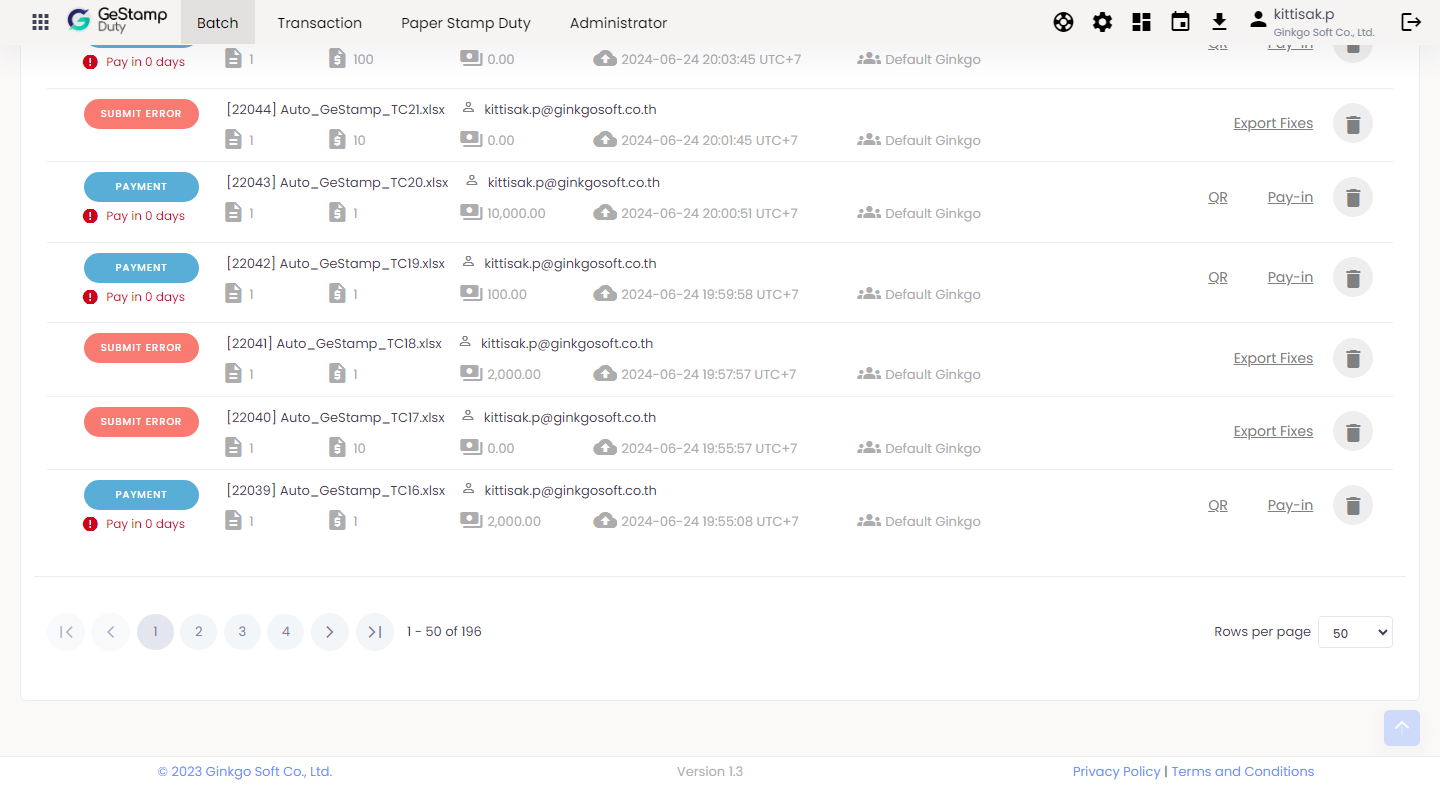 GeStamp
Duty
Batch
Transaction
Paper Stamp Duty
Administrator
kittisak.p
Ginkgo Soft Co., Ltd.
QR Pay-in
Pay in 0 days
1 100 0.00 2024-06-24 20:03:45 UTC+7 Default Ginkgo
SUBMIT ERROR
[22044] Auto_GeStamp_TC21.xlsx kittisak.p@ginkgosoft.co.th
Export Fixes
1 10 0.00 2024-06-24 20:01:45 UTC+7 Default Ginkgo
PAYMENT
[22043] Auto_GeStamp_TC20.xlsx kittisak.p@ginkgosoft.co.th
QR Pay-in
Pay in 0 days
1 1 10,000.00 2024-06-24 20:00:51 UTC+7 Default Ginkgo
PAYMENT
[22042] Auto_GeStamp_TC19.xlsx kittisak.p@ginkgosoft.co.th
QR Pay-in
Pay in 0 days
1 1 100.00 2024-06-24 19:59:58 UTC+7 Default Ginkgo
SUBMIT ERROR
[22041] Auto_GeStamp_TC18.xlsx kittisak.p@ginkgosoft.co.th
Export Fixes
1 1 2,000.00 2024-06-24 19:57:57 UTC+7 Default Ginkgo
SUBMIT ERROR
[22040] Auto_GeStamp_TC17.xlsx kittisak.p@ginkgosoft.co.th
Export Fixes
1 10 0.00 2024-06-24 19:55:57 UTC+7 Default Ginkgo
PAYMENT
[22039] Auto_GeStamp_TC16.xlsx kittisak.p@ginkgosoft.co.th
QR Pay-in
Pay in 0 days
1 1 2,000.00 2024-06-24 19:55:08 UTC+7 Default Ginkgo
1 2 3 4 1 - 50 of 196
Rows per page 50
© 2023 Ginkgo Soft Co., Ltd.
Version 1.3
Privacy Policy | Terms and Conditions